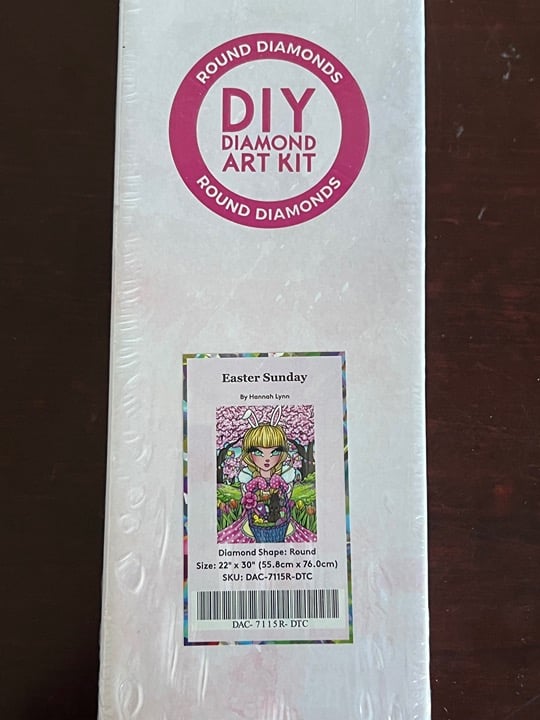 ROUND DIAMONDS
DIY
DIAMOND
ART KIT
ROUND DIAMONDS
Easter Sunday
By Hannah Lynn
Diamond Shape: Round
Size: 22" x 30" (55.8cm x 76.0cm)
SKU: DAC-7115R-DTC
DAC- 7115R- DTC